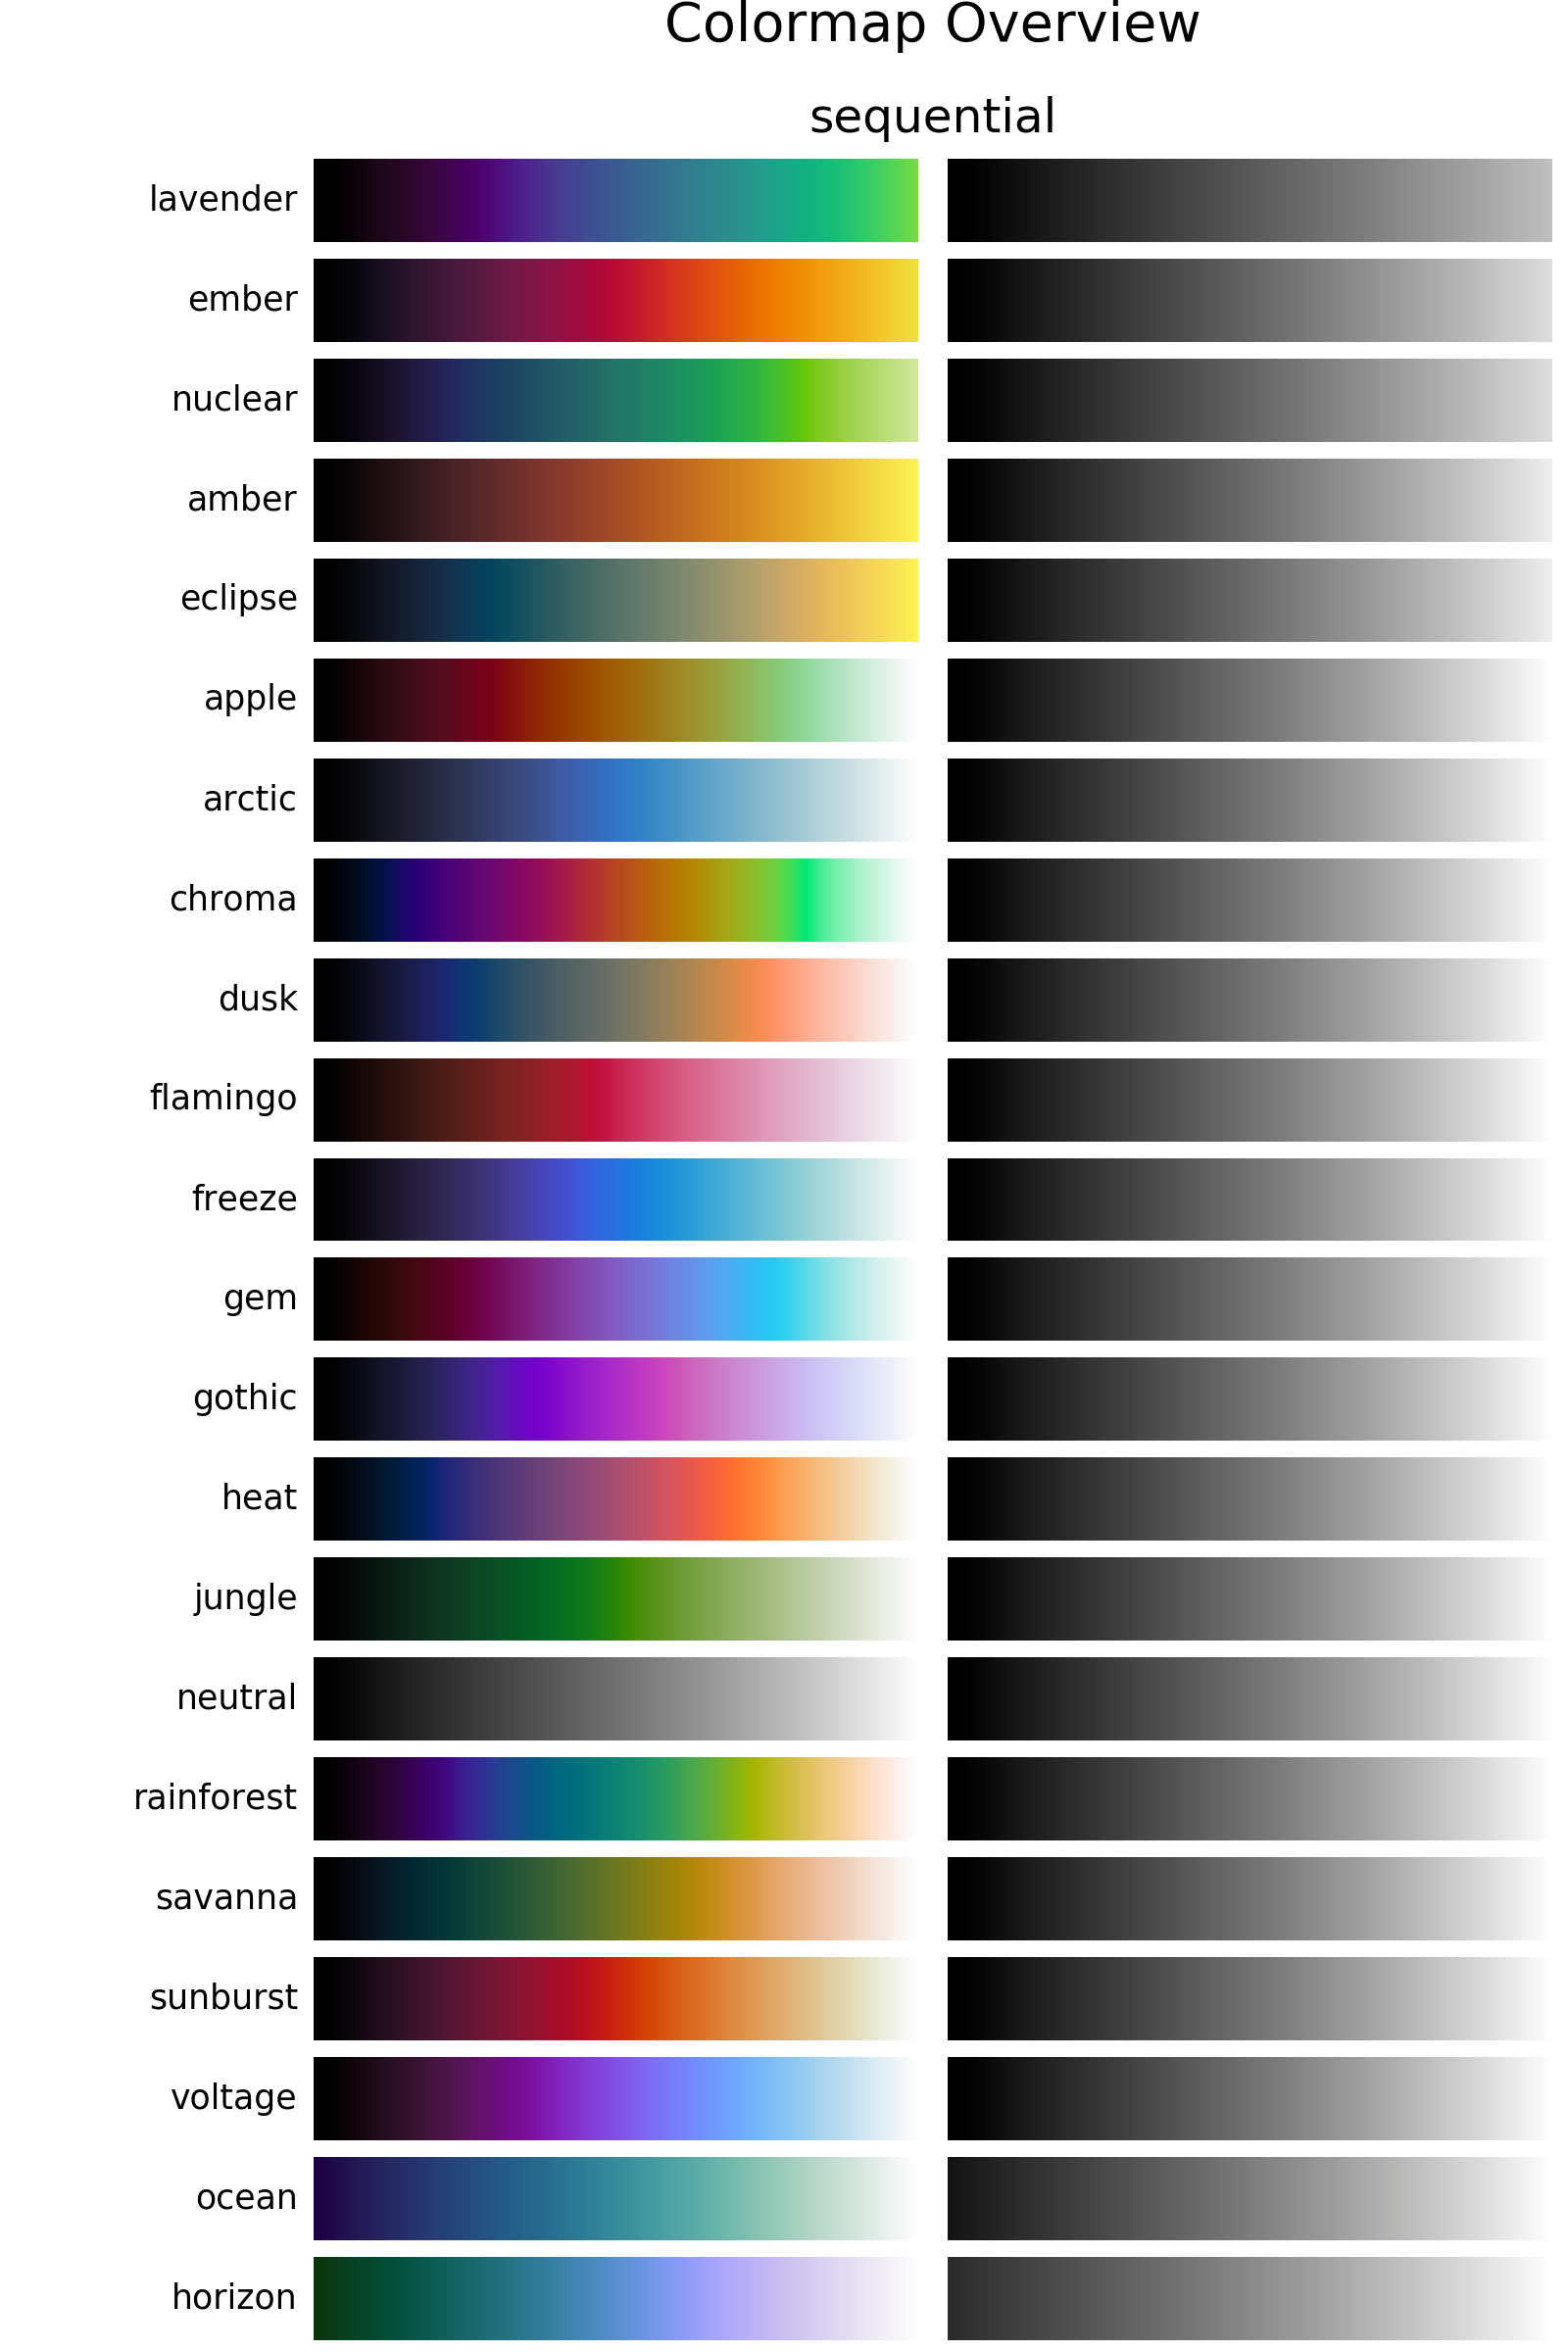 Colormap Overview
sequential
lavender
ember
nuclear
amber
eclipse
apple
arctic
chroma
dusk
flamingo
freeze
gem
gothic
heat
jungle
neutral
rainforest
savanna
sunburst
voltage
ocean
horizon